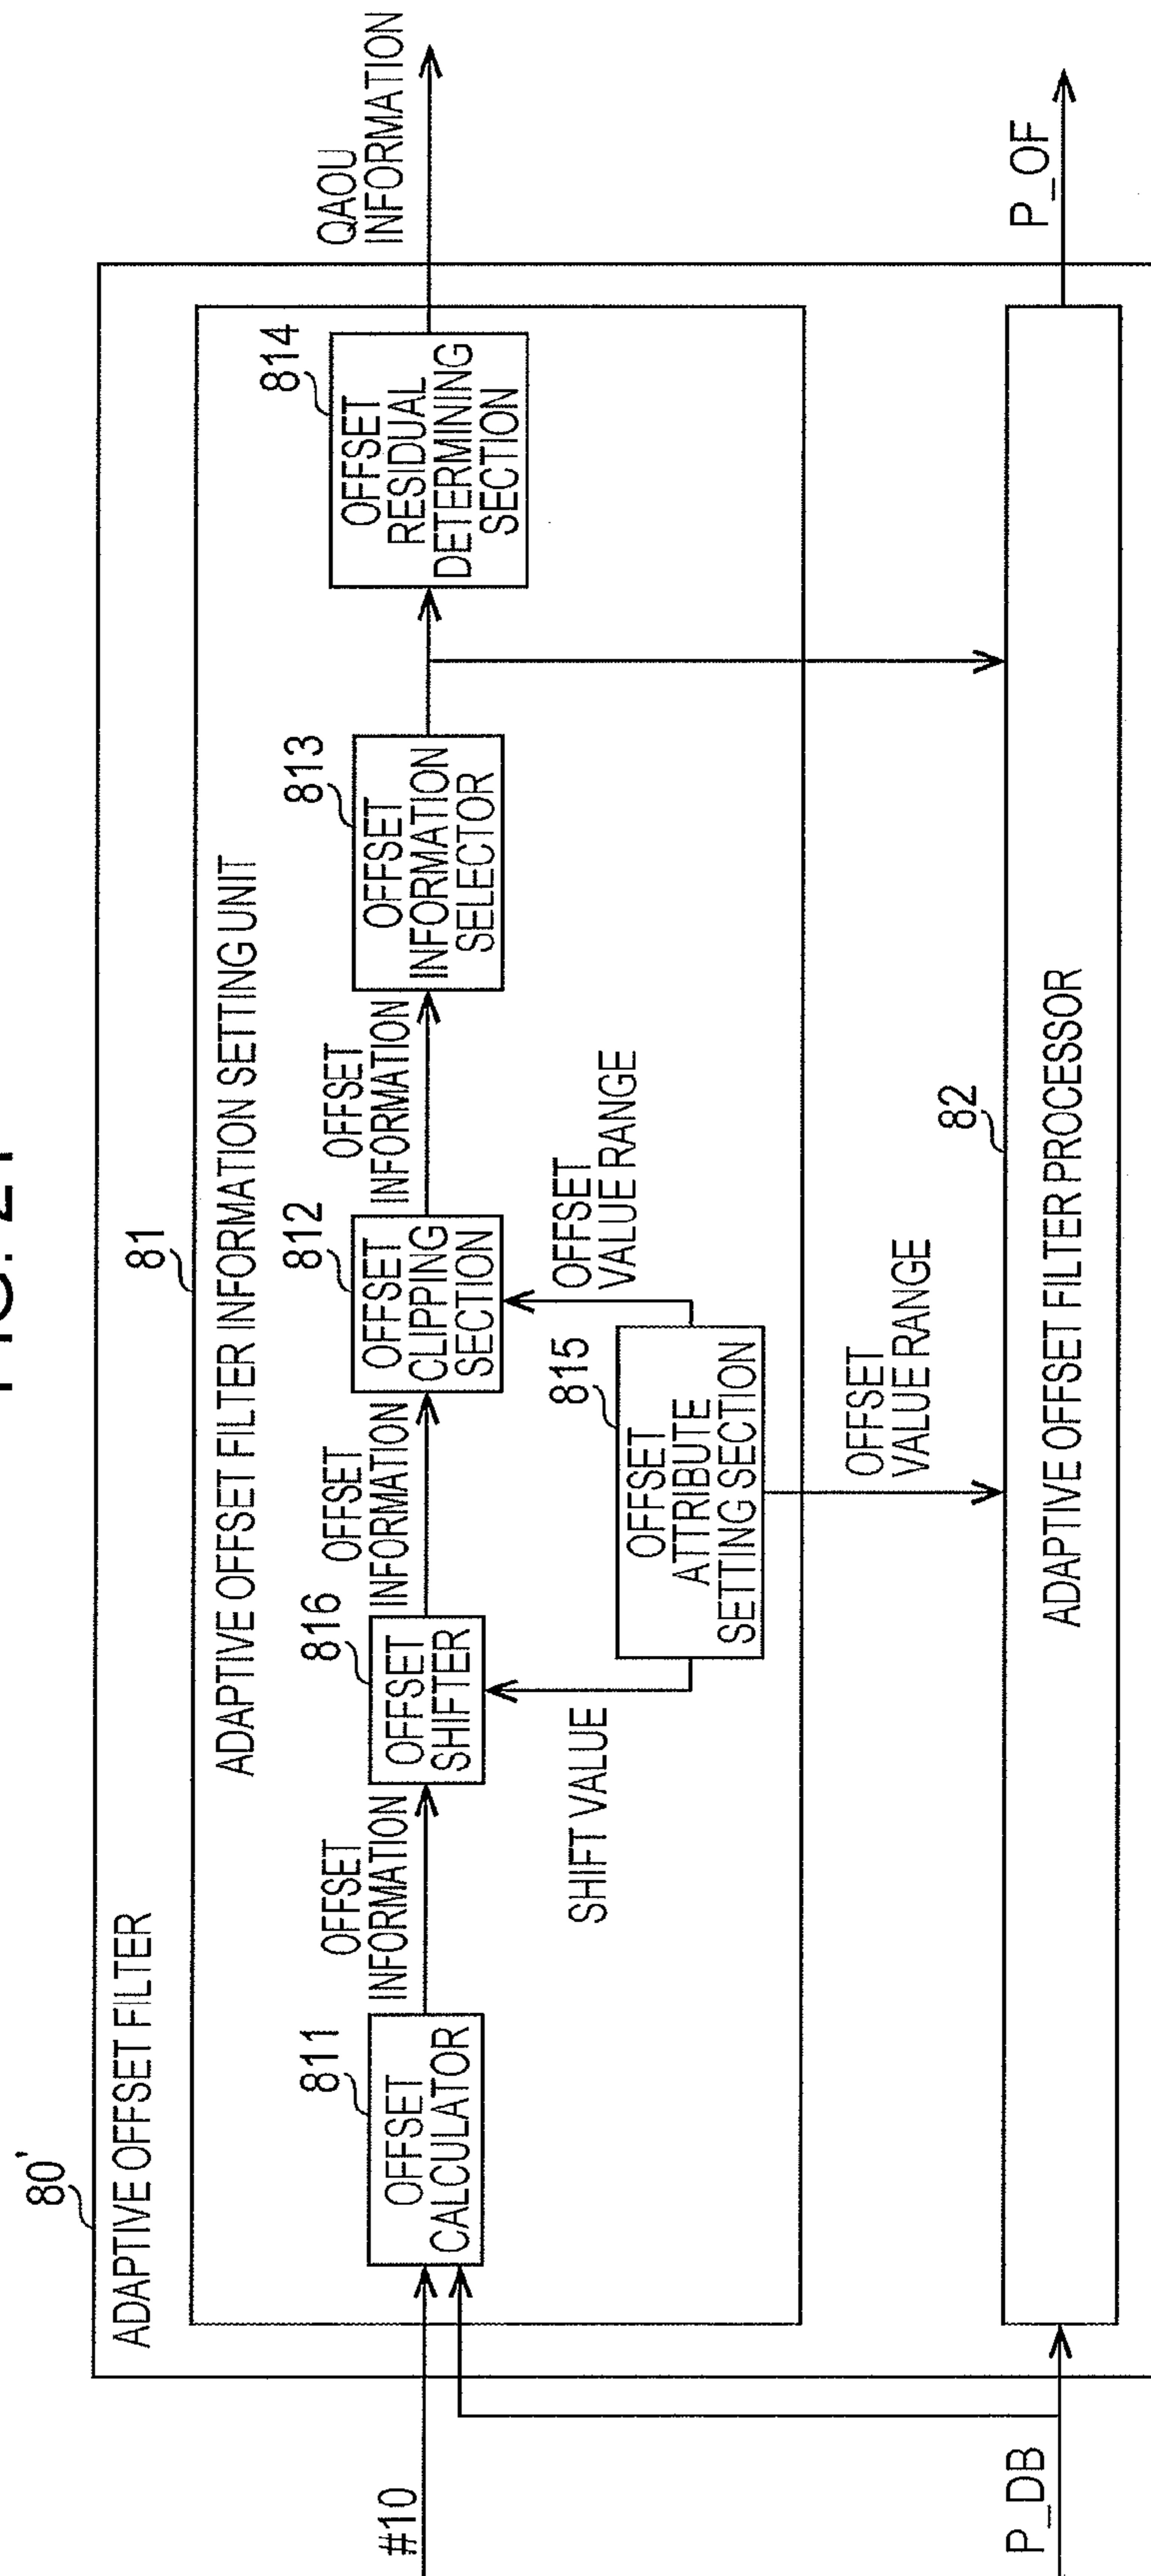 80'
ADAPTIVE OFFSET FILTER
81
ADAPTIVE OFFSET FILTER INFORMATION SETTING UNIT
#10
811
OFFSET
CALCULATOR
OFFSET
INFORMATION
816
OFFSET
SHIFTER
OFFSET
INFORMATION
812
OFFSET
CLIPPING
SECTION
OFFSET
INFORMATION
813
OFFSET
INFORMATION
SELECTOR
814
OFFSET
RESIDUAL
DETERMINING
SECTION
QAOU
INFORMATION
SHIFT VALUE
815
OFFSET
ATTRIBUTE
SETTING SECTION
OFFSET
VALUE RANGE
OFFSET
VALUE RANGE
82
P_DB
ADAPTIVE OFFSET FILTER PROCESSOR
P_OF